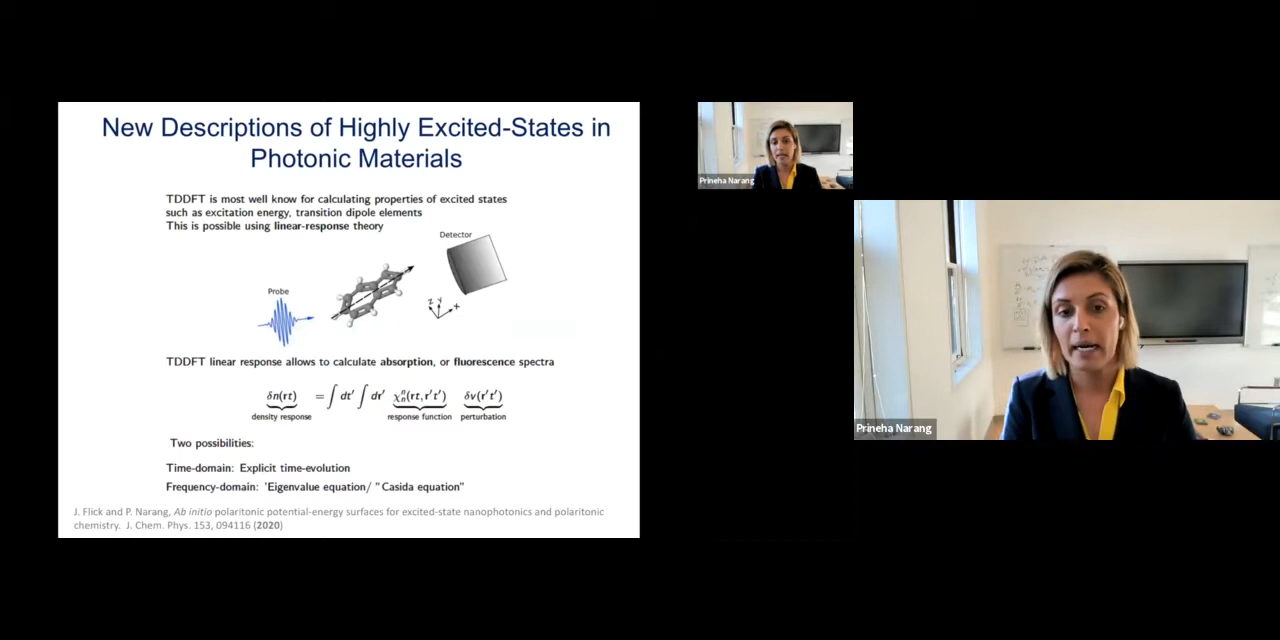 New Descriptions of Highly Excited-States in
Photonic Materials
TDDFT is most well know for calculating properties of excited states
such as excitation energy, transition dipole elements
This is possible using linear-response theory
Detector
Probe
Z Y X
TDDFT linear response allows to calculate absorption, or fluorescence spectra
δn(rt) = ∫ dt′ ∫ dr′ χₙⁿ(rt, r′t′) δv(r′t′)
density response response function perturbation
Two possibilities:
Time-domain: Explicit time-evolution
Frequency-domain: 'Eigenvalue equation/ "Casida equation"
J. Flick and P. Narang, Ab initio polaritonic potential-energy surfaces for excited-state nanophotonics and polaritonic
chemistry. J. Chem. Phys. 153, 094116 (2020)
Prineha Narang
Prineha Narang